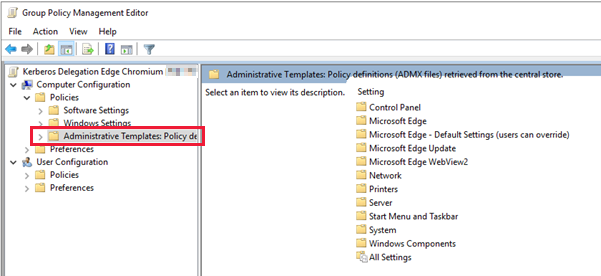 Group Policy Management Editor
File Action View Help
Kerberos Delegation Edge Chromium
Computer Configuration
Policies
Software Settings
Windows Settings
Administrative Templates: Policy de
Preferences
User Configuration
Policies
Preferences
Administrative Templates: Policy definitions (ADMX files) retrieved from the central store.
Select an item to view its description.
Setting
Control Panel
Microsoft Edge
Microsoft Edge - Default Settings (users can override)
Microsoft Edge Update
Microsoft Edge WebView2
Network
Printers
Server
Start Menu and Taskbar
System
Windows Components
All Settings